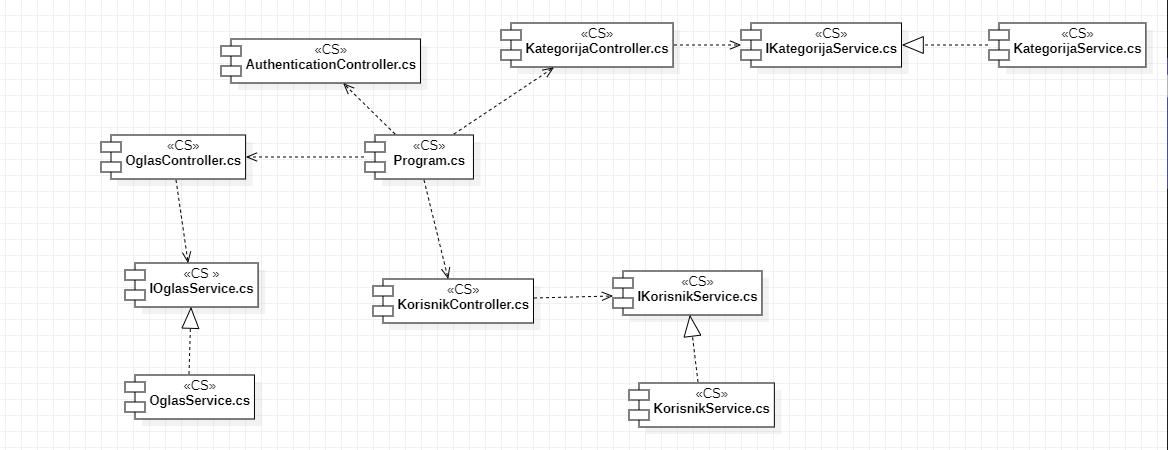 «CS»
KategorijaController.cs
«CS»
IKategorijaService.cs
«CS»
KategorijaService.cs
«CS»
AuthenticationController.cs
«CS»
OglasController.cs
«CS»
Program.cs
«CS »
IOglasService.cs
«CS»
KorisnikController.cs
«CS»
IKorisnikService.cs
«CS»
OglasService.cs
«CS»
KorisnikService.cs